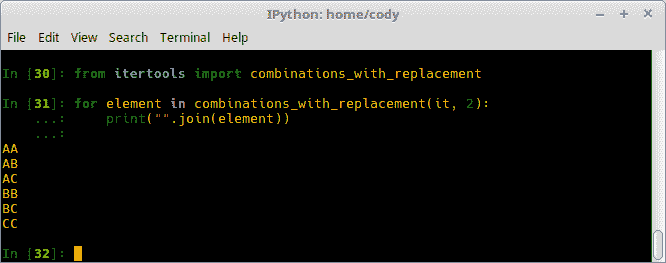 IPython: home/cody
File Edit View Search Terminal Help
In [30]: from itertools import combinations_with_replacement
In [31]: for element in combinations_with_replacement(it, 2):
...: print("".join(element))
...:
AA
AB
AC
BB
BC
CC
In [32]: